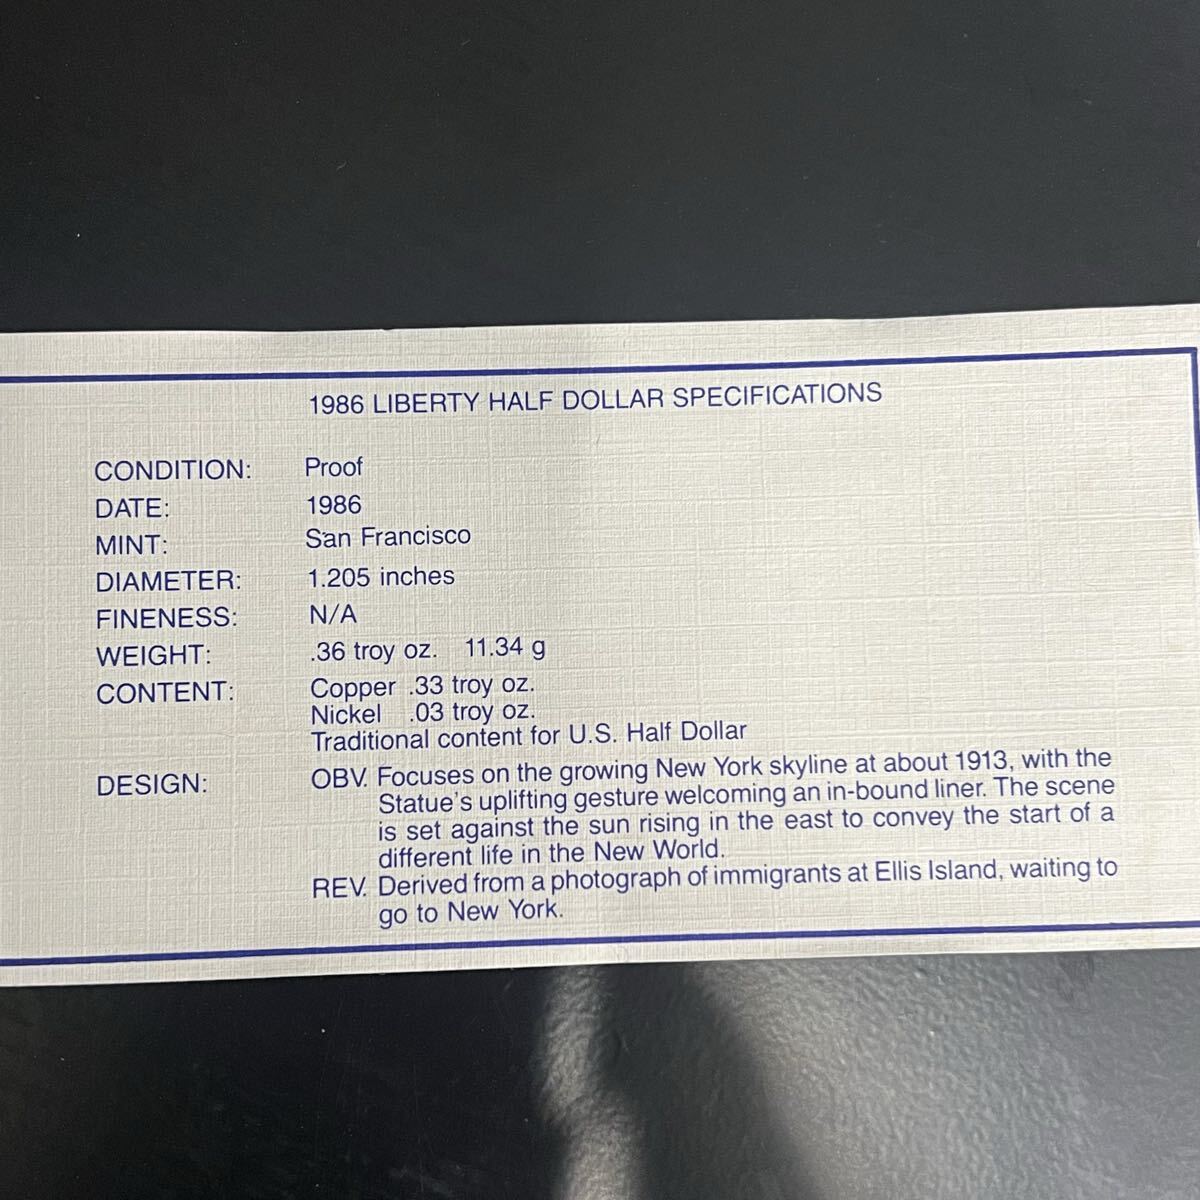 1986 LIBERTY HALF DOLLAR SPECIFICATIONS
CONDITION: Proof
DATE: 1986
MINT: San Francisco
DIAMETER: 1.205 inches
FINENESS: N/A
WEIGHT: .36 troy oz. 11.34 g
CONTENT: Copper .33 troy oz.
Nickel .03 troy oz.
Traditional content for U.S. Half Dollar
DESIGN: OBV. Focuses on the growing New York skyline at about 1913, with the
Statue's uplifting gesture welcoming an in-bound liner. The scene
is set against the sun rising in the east to convey the start of a
different life in the New World.
REV. Derived from a photograph of immigrants at Ellis Island, waiting to
go to New York.